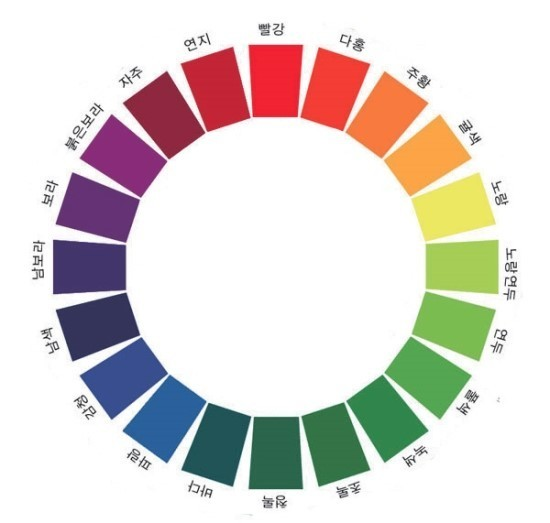 빨강
다홍
주황
귤색
노랑
노랑연두
연두
풀색
녹색
초록
청록
바다
파랑
감청
남색
남보라
보라
붉은보라
자주
연지